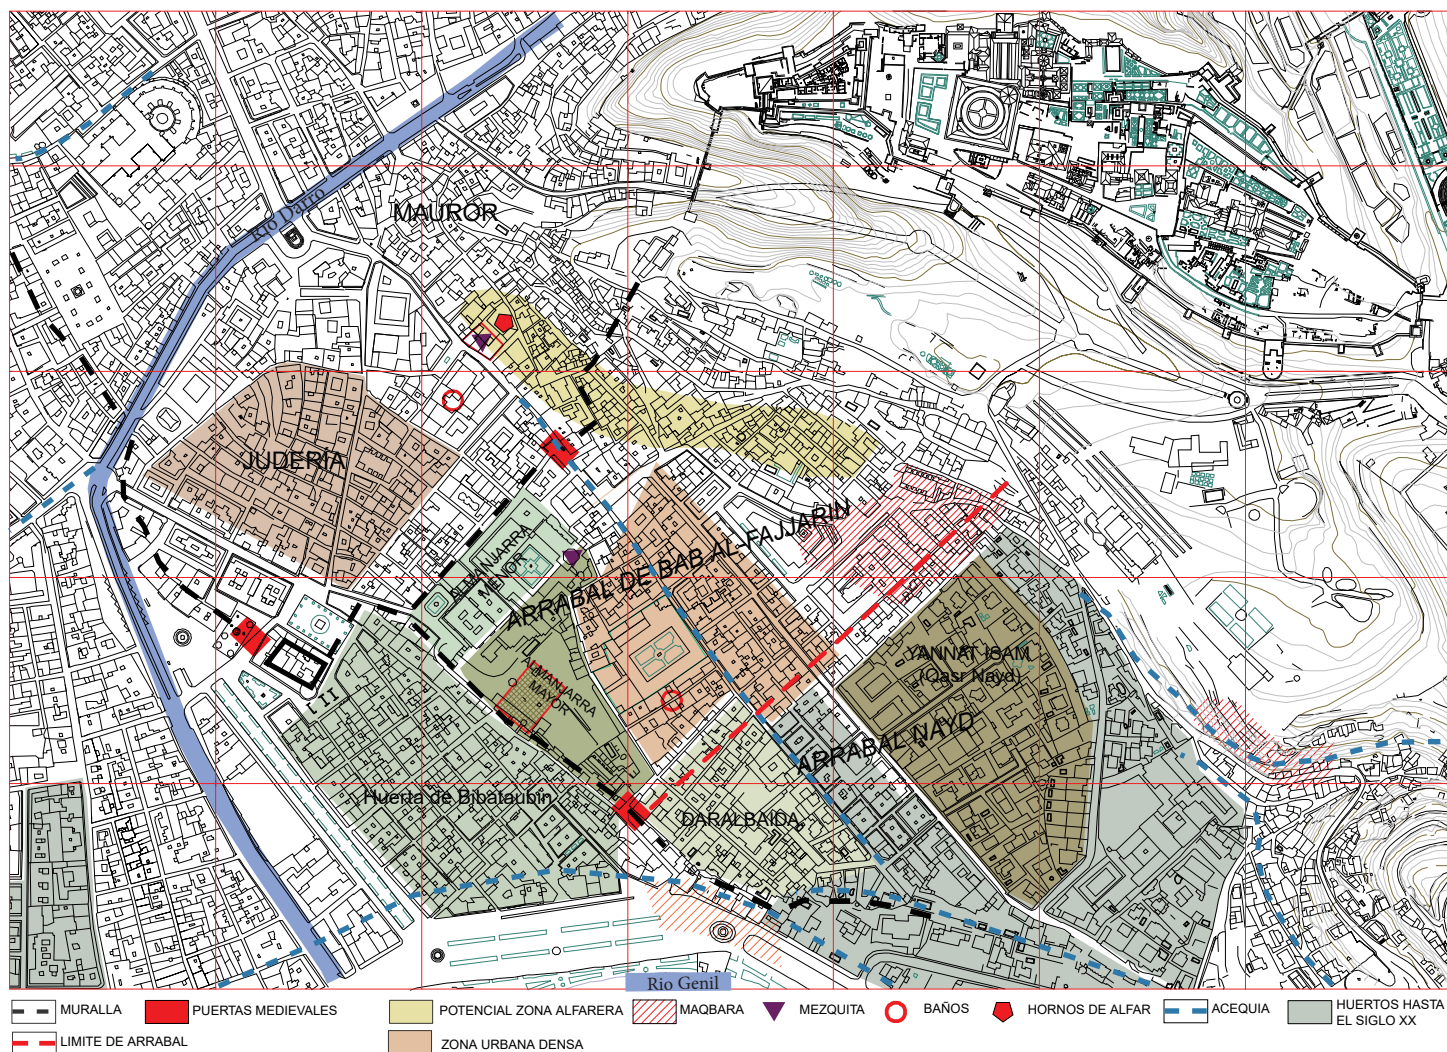 Río Darro
MAUROR
JUDERÍA
ALMANJARRA
MENOR
ARRABAL DE BAB AL-FAJJARIN
ALMANJARRA
MAYOR
YANNAT ISAM
(Qasr Nayd)
ARRABAL NAYD
Huerta de Bibataubín
DARALBAIDA
Rio Genil
MURALLA
PUERTAS MEDIEVALES
POTENCIAL ZONA ALFARERA
MAQBARA
MEZQUITA
BAÑOS
HORNOS DE ALFAR
ACEQUIA
HUERTOS HASTA
EL SIGLO XX
LIMITE DE ARRABAL
ZONA URBANA DENSA